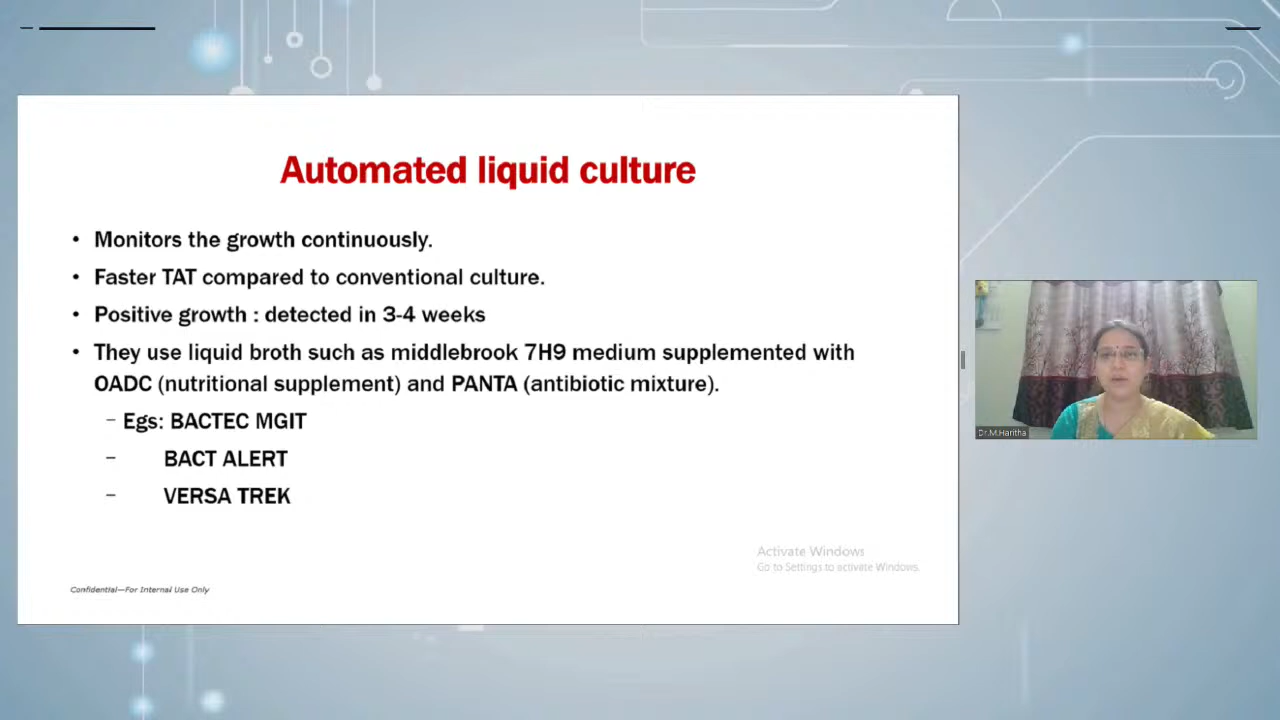 Automated liquid culture
• Monitors the growth continuously.
• Faster TAT compared to conventional culture.
• Positive growth : detected in 3-4 weeks
• They use liquid broth such as middlebrook 7H9 medium supplemented with
OADC (nutritional supplement) and PANTA (antibiotic mixture).
– Egs: BACTEC MGIT
– BACT ALERT
– VERSA TREK
Activate Windows
Go to Settings to activate Windows.
Confidential—For Internal Use Only
Dr.M.Haritha